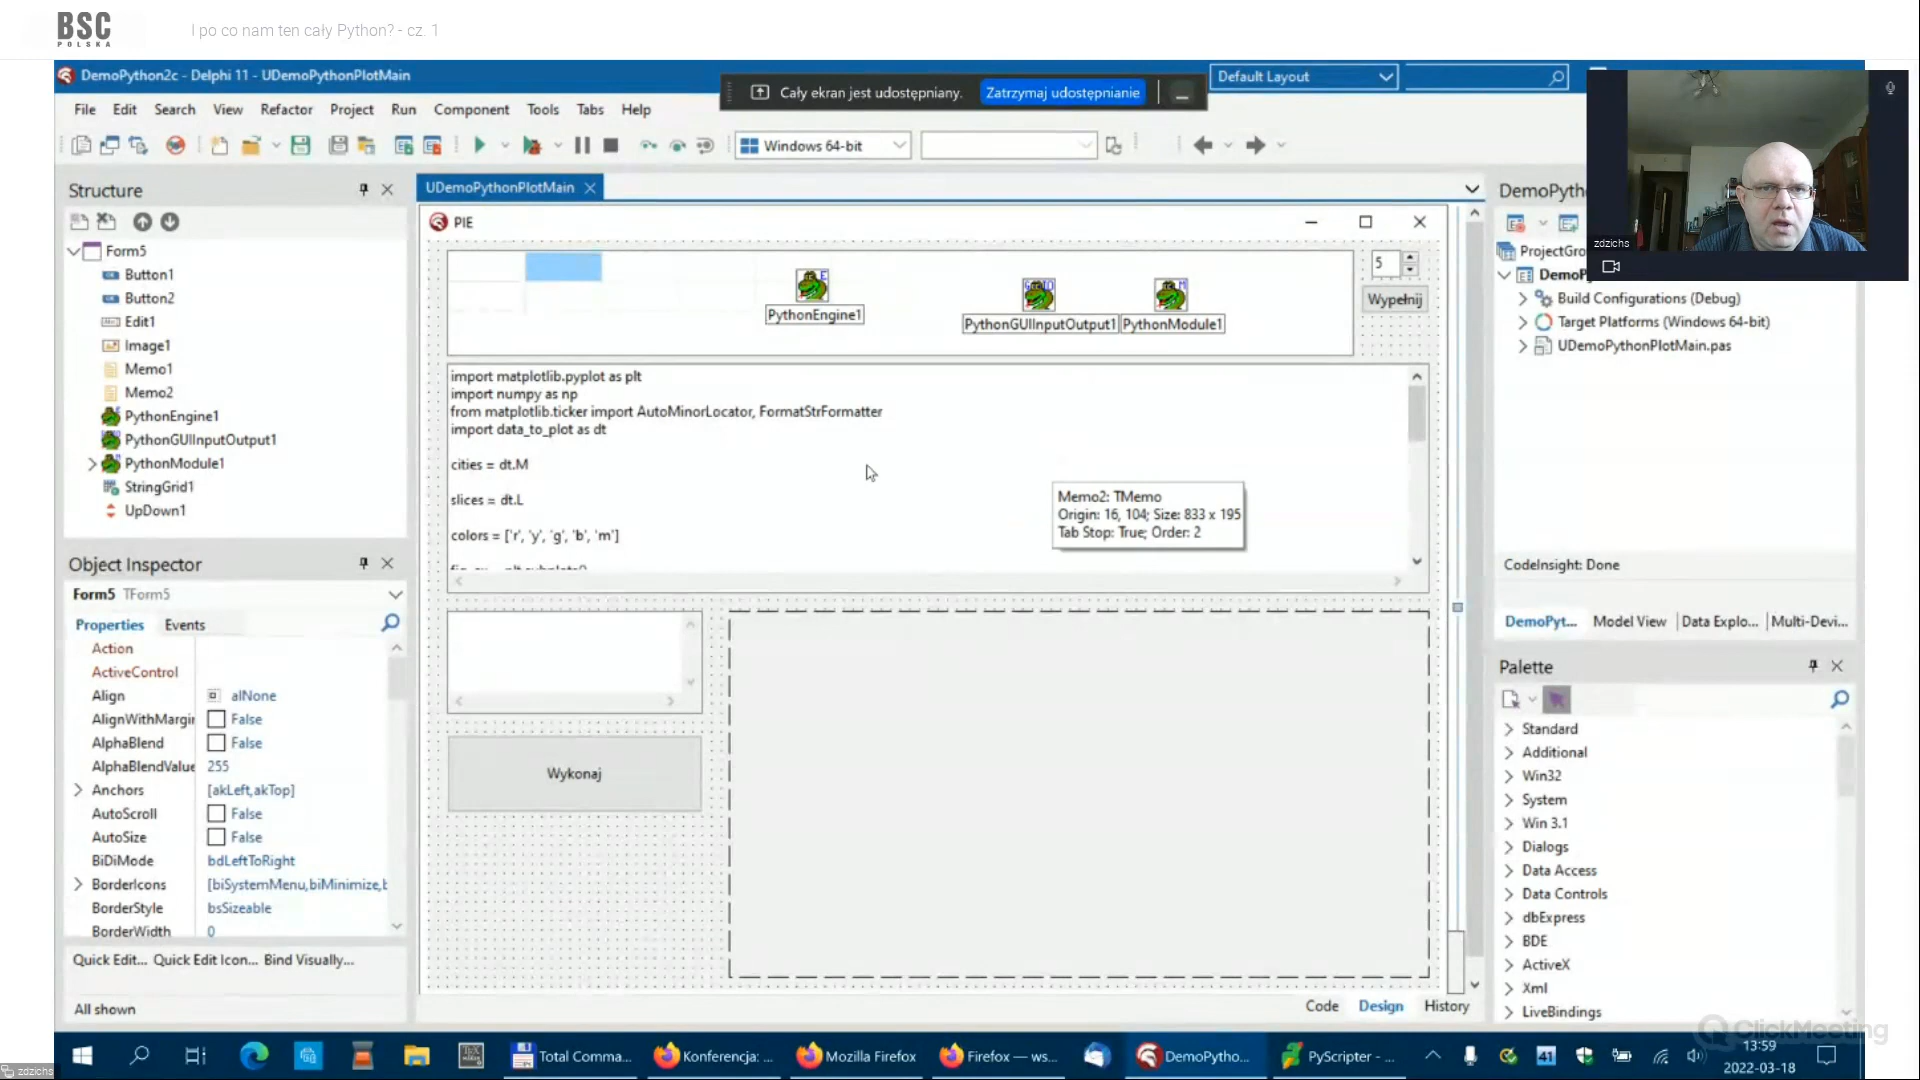 BSC
POLSKA
I po co nam ten cały Python? - cz. 1
DemoPython2c - Delphi 11 - UDemoPythonPlotMain
Cały ekran jest udostępniany.
Zatrzymaj udostępnianie
Default Layout
File Edit Search View Refactor Project Run Component Tools Tabs Help
Windows 64-bit
Structure
Form5
Button1
Button2
Edit1
Image1
Memo1
Memo2
PythonEngine1
PythonGUIInputOutput1
PythonModule1
StringGrid1
UpDown1
Object Inspector
Form5 TForm5
Properties Events
Action
ActiveControl
Align alNone
AlignWithMargir False
AlphaBlend False
AlphaBlendValue 255
Anchors [akLeft,akTop]
AutoScroll False
AutoSize False
BiDiMode bdLeftToRight
BorderIcons [biSystemMenu,biMinimize,b
BorderStyle bsSizeable
BorderWidth 0
Quick Edit... Quick Edit Icon... Bind Visually...
All shown
UDemoPythonPlotMain
PIE
PythonEngine1
PythonGUIInputOutput1
PythonModule1
5
Wypełnij
import matplotlib.pyplot as plt
import numpy as np
from matplotlib.ticker import AutoMinorLocator, FormatStrFormatter
import data_to_plot as dt
cities = dt.M
slices = dt.L
colors = ['r', 'y', 'g', 'b', 'm']
Memo2: TMemo
Origin: 16, 104; Size: 833 x 195
Tab Stop: True; Order: 2
Wykonaj
Code Design History
DemoPyth
ProjectGro
DemoP
Build Configurations (Debug)
Target Platforms (Windows 64-bit)
UDemoPythonPlotMain.pas
CodeInsight: Done
DemoPyt... Model View Data Explo... Multi-Devi...
Palette
Standard
Additional
Win32
System
Win 3.1
Dialogs
Data Access
Data Controls
dbExpress
BDE
ActiveX
Xml
LiveBindings
zdzichs
ClickMeeting
zdzichs
Total Comma...
Konferencja: ...
Mozilla Firefox
Firefox — ws...
DemoPytho...
PyScripter - ...
41
13:59
2022-03-18